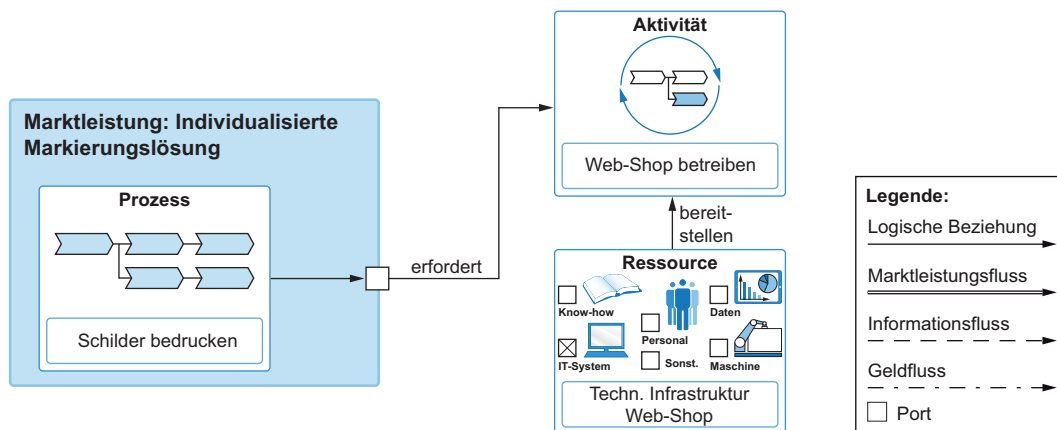 Marktleistung: Individualisierte
Markierungslösung
Prozess
Schilder bedrucken
erfordert
Aktivität
Web-Shop betreiben
bereit-
stellen
Ressource
Know-how
Personal
Daten
IT-System
Sonst.
Maschine
Techn. Infrastruktur
Web-Shop
Legende:
Logische Beziehung
Marktleistungsfluss
Informationsfluss
Geldfluss
Port